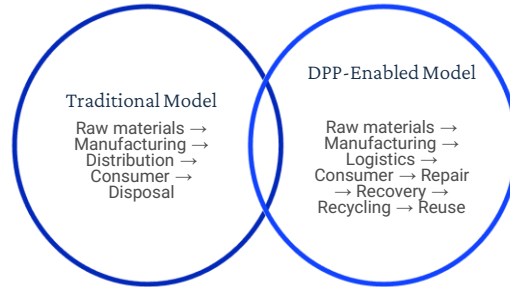 Traditional Model
Raw materials →
Manufacturing →
Distribution →
Consumer →
Disposal
DPP-Enabled Model
Raw materials →
Manufacturing →
Logistics →
Consumer → Repair
→ Recovery →
Recycling → Reuse